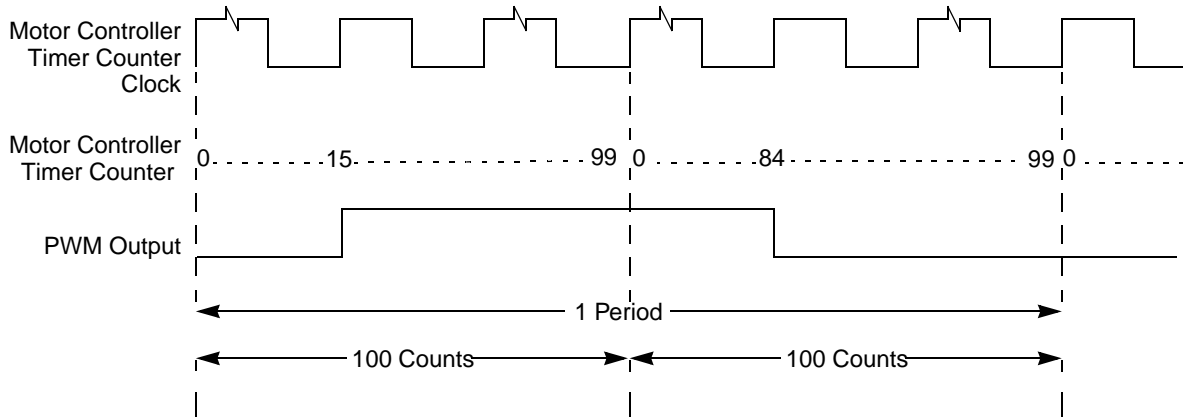 Motor Controller
Timer Counter
Clock
Motor Controller
Timer Counter
0 15 99 0 84 99 0
PWM Output
1 Period
100 Counts 100 Counts